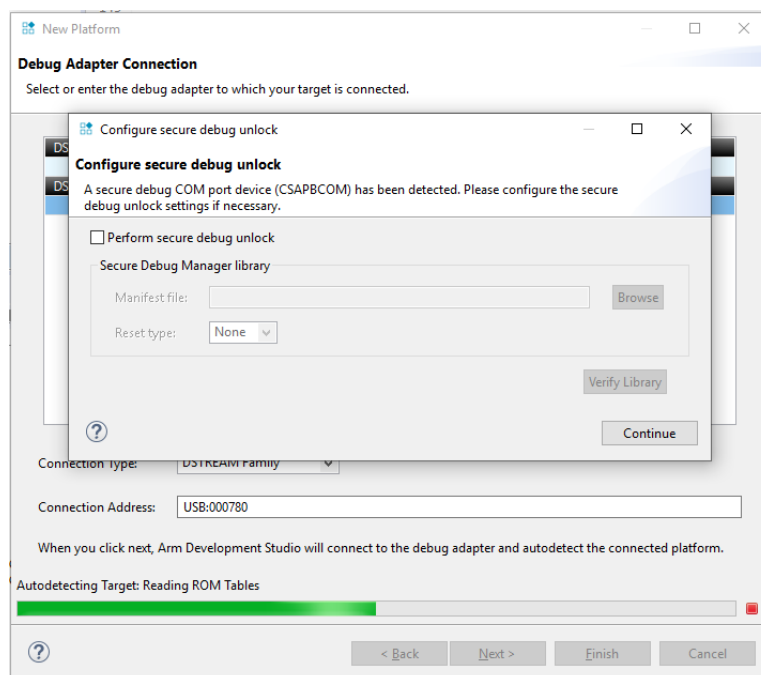 New Platform
Debug Adapter Connection
Select or enter the debug adapter to which your target is connected.
Configure secure debug unlock
Configure secure debug unlock
A secure debug COM port device (CSAPBCOM) has been detected. Please configure the secure
debug unlock settings if necessary.
Perform secure debug unlock
Secure Debug Manager library
Manifest file:
Browse
Reset type:
None
Verify Library
Continue
Connection Type:
DSTREAM Family
Connection Address:
USB:000780
When you click next, Arm Development Studio will connect to the debug adapter and autodetect the connected platform.
Autodetecting Target: Reading ROM Tables
< Back
Next >
Finish
Cancel